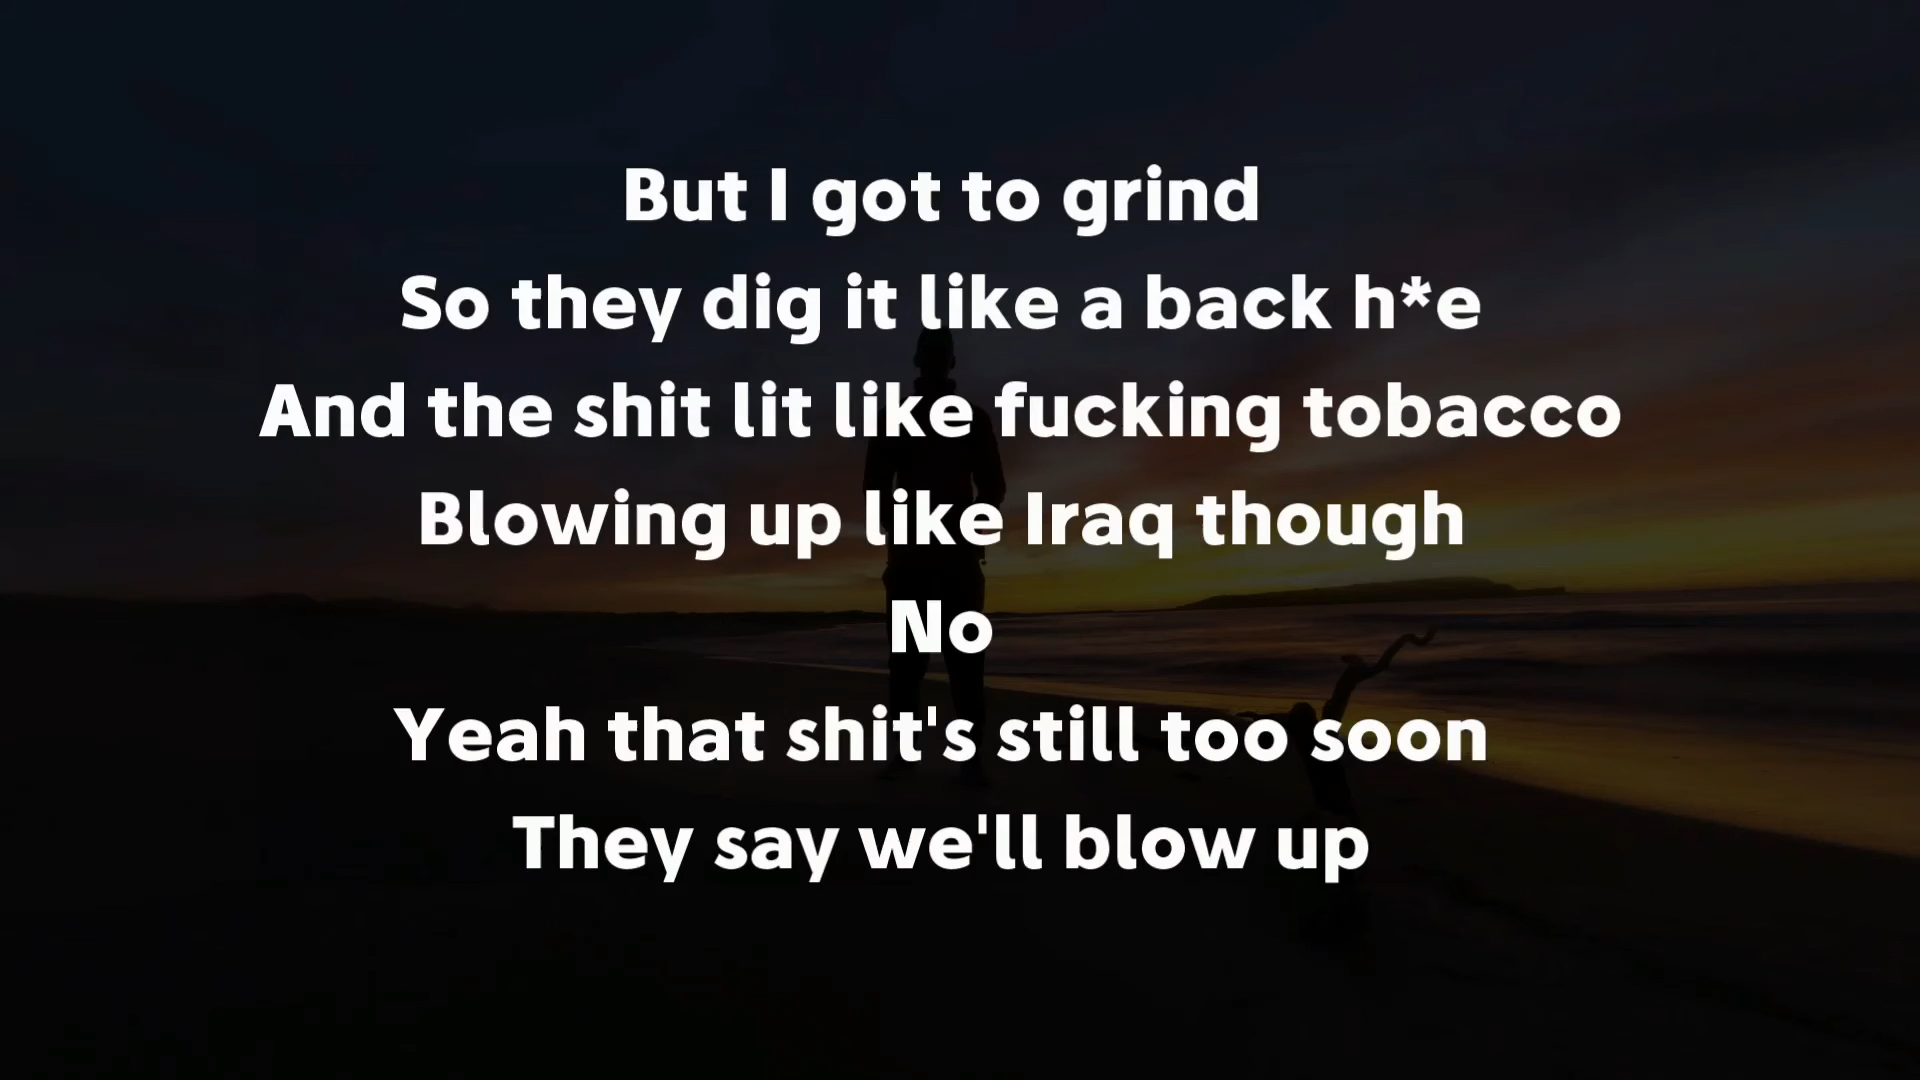 But I got to grind
So they dig it like a back h*e
And the shit lit like fucking tobacco
Blowing up like Iraq though
No
Yeah that shit's still too soon
They say we'll blow up